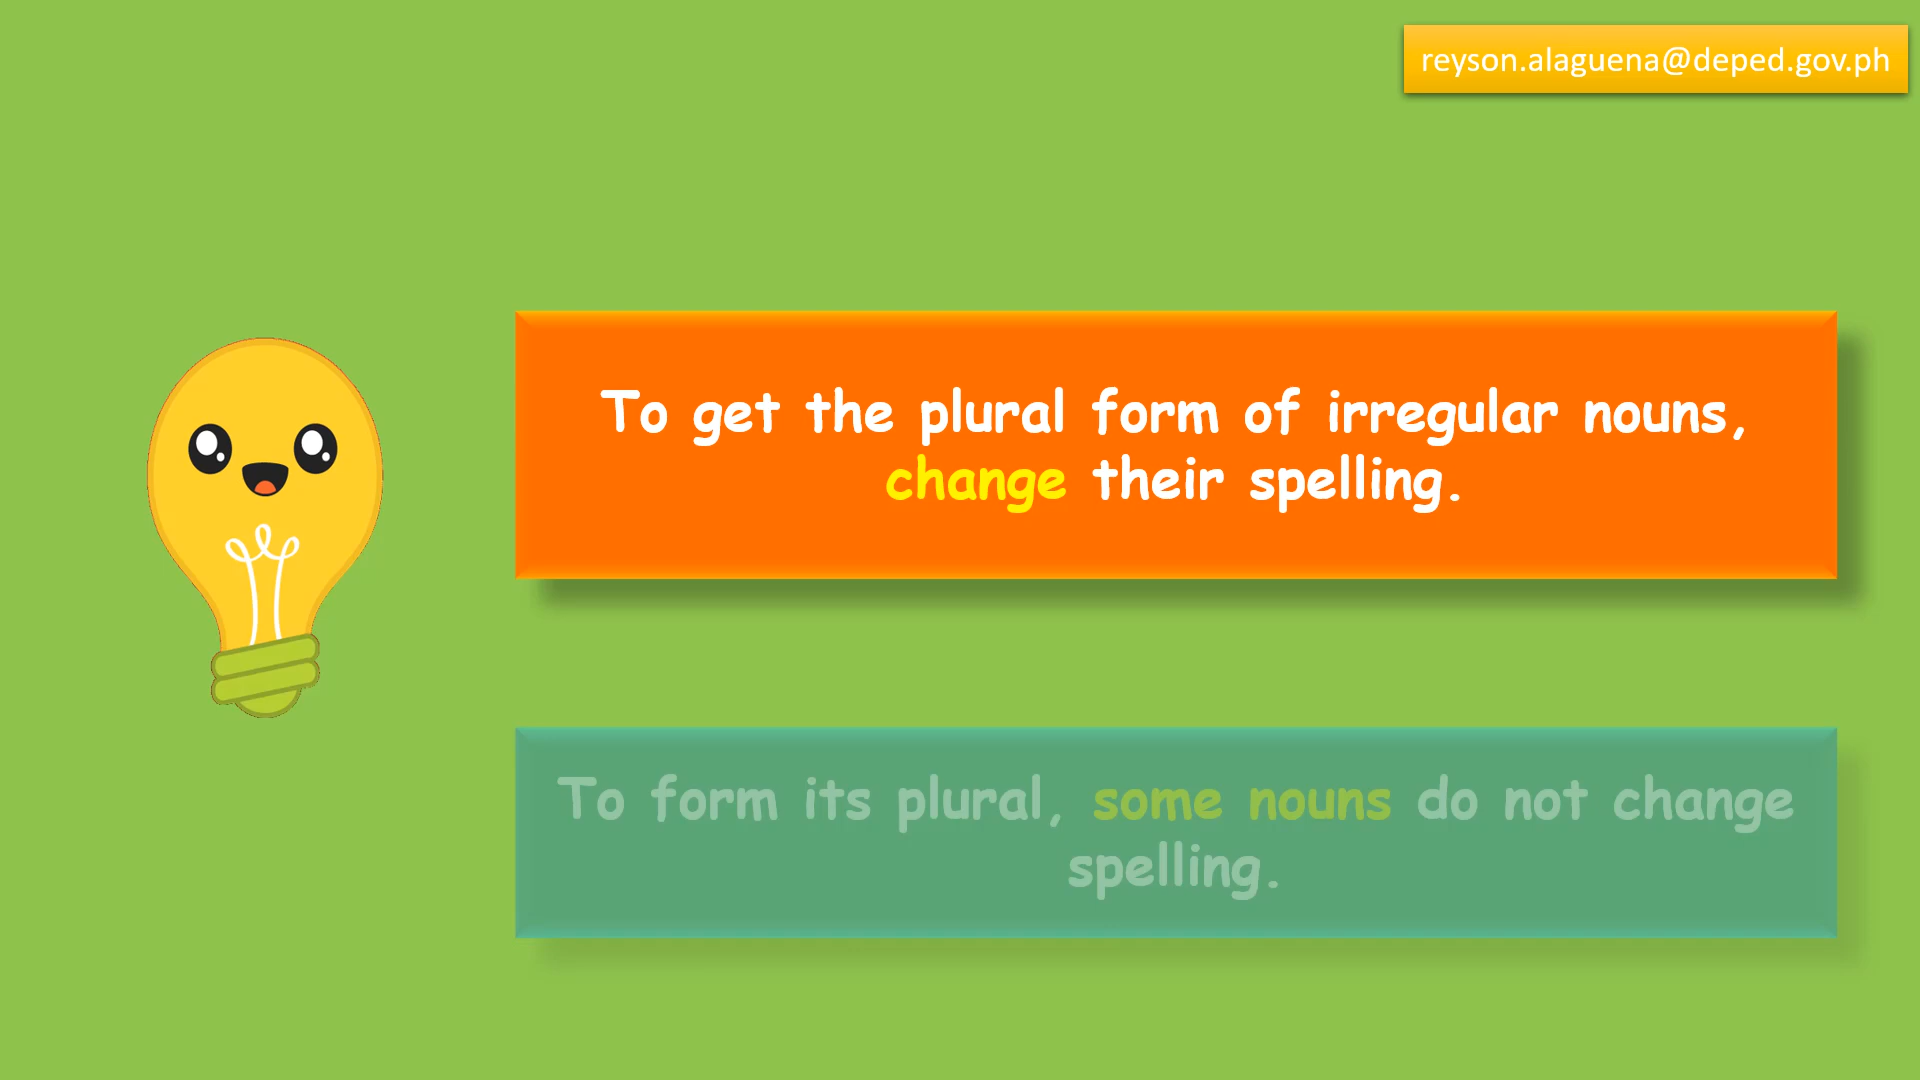 reyson.alaguena@deped.gov.ph
To get the plural form of irregular nouns,
change their spelling.
To form its plural, some nouns do not change
spelling.